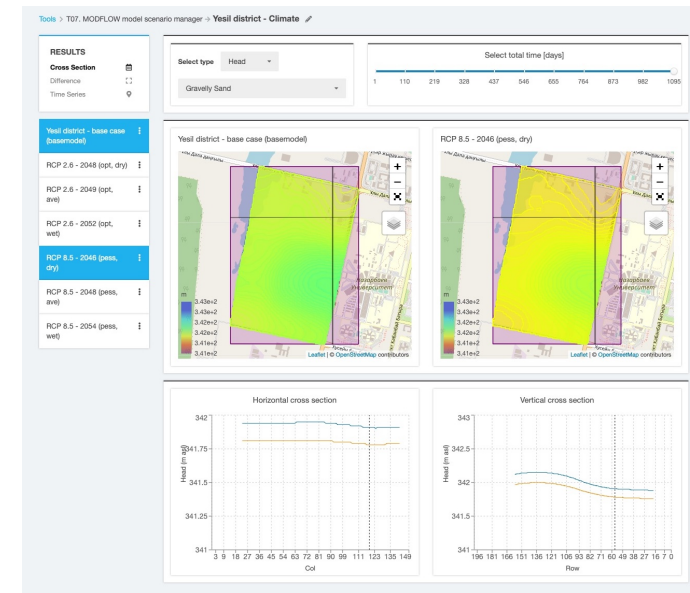 Tools > T07. MODFLOW model scenario manager > Yesil district - Climate
RESULTS
Cross Section
Difference
Time Series
Select type Head
Gravelly Sand
Select total time [days]
1 110 219 328 437 546 655 764 873 982 1095
Yesil district - base case
(basemodel)
RCP 2.6 - 2048 (opt, dry)
RCP 2.6 - 2049 (opt,
ave)
RCP 2.6 - 2052 (opt,
wet)
RCP 8.5 - 2046 (pess,
dry)
RCP 8.5 - 2048 (pess,
ave)
RCP 8.5 - 2054 (pess,
wet)
Yesil district - base case (basemodel)
+
−
Назарбаев
Университет
m
3.43e+2
3.43e+2
3.42e+2
3.42e+2
3.41e+2
3.41e+2
Leaflet | © OpenStreetMap contributors
RCP 8.5 - 2046 (pess, dry)
+
−
Назарбаев
Университет
m
3.43e+2
3.43e+2
3.42e+2
3.42e+2
3.41e+2
3.41e+2
Leaflet | © OpenStreetMap contributors
Horizontal cross section
Head (m asl)
342
341.75
341.5
341.25
341
3 9 18 27 36 45 54 63 72 81 90 99 111 123 135 149
Col
Vertical cross section
Head (m asl)
343
342.5
342
341.5
341
196 181 166 151 136 121 106 93 82 71 60 49 38 27 16 7 0
Row